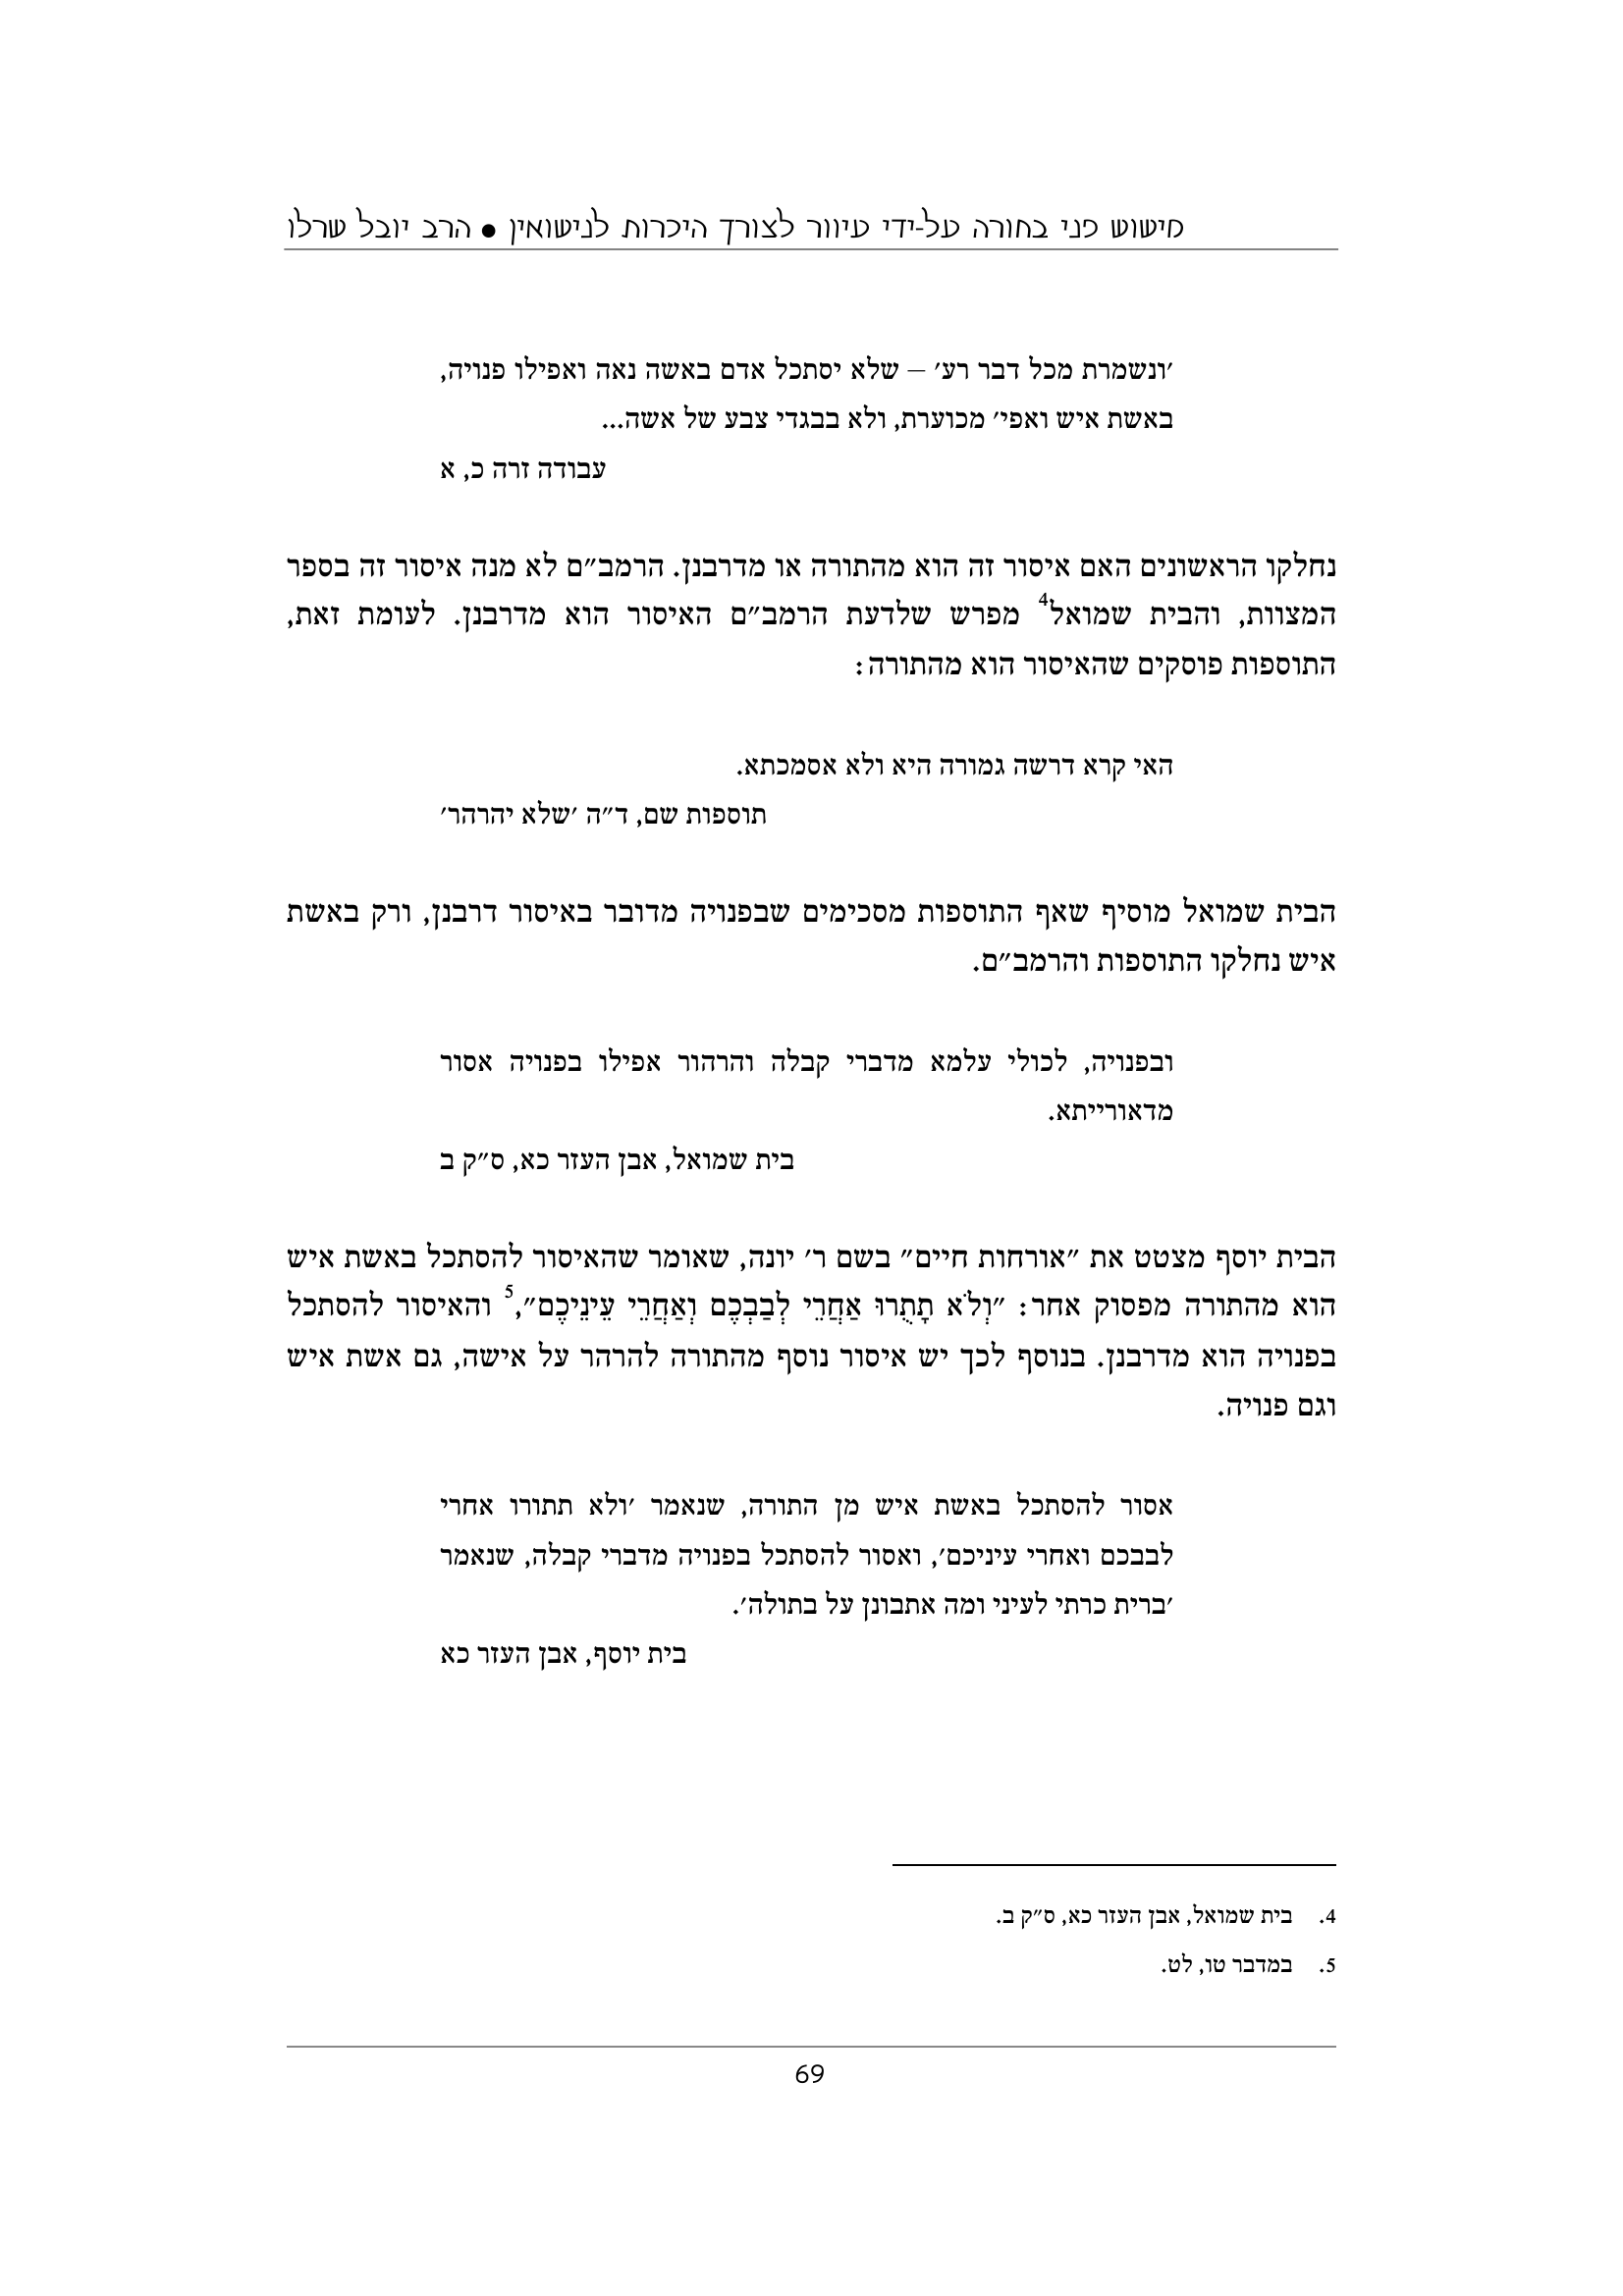 מישוש פני בחורה על-ידי עיוור לצורך היכרות לנישואין ● הרב יובל שרלו
׳ונשמרת מכל דבר רע׳ – שלא יסתכל אדם באשה נאה ואפילו פנויה,
באשת איש ואפי׳ מכוערת, ולא בבגדי צבע של אשה...
עבודה זרה כ, א
נחלקו הראשונים האם איסור זה הוא מהתורה או מדרבנן. הרמב״ם לא מנה איסור זה בספר
המצוות, והבית שמואל4 מפרש שלדעת הרמב״ם האיסור הוא מדרבנן. לעומת זאת,
התוספות פוסקים שהאיסור הוא מהתורה:
האי קרא דרשה גמורה היא ולא אסמכתא.
תוספות שם, ד״ה ׳שלא יהרהר׳
הבית שמואל מוסיף שאף התוספות מסכימים שבפנויה מדובר באיסור דרבנן, ורק באשת
איש נחלקו התוספות והרמב״ם.
ובפנויה, לכולי עלמא מדברי קבלה והרהור אפילו בפנויה אסור
מדאורייתא.
בית שמואל, אבן העזר כא, ס״ק ב
הבית יוסף מצטט את ״אורחות חיים״ בשם ר׳ יונה, שאומר שהאיסור להסתכל באשת איש
הוא מהתורה מפסוק אחר: ״וְלֹא תָתֻרוּ אַחֲרֵי לְבַבְכֶם וְאַחֲרֵי עֵינֵיכֶם״,5 והאיסור להסתכל
בפנויה הוא מדרבנן. בנוסף לכך יש איסור נוסף מהתורה להרהר על אישה, גם אשת איש
וגם פנויה.
אסור להסתכל באשת איש מן התורה, שנאמר ׳ולא תתורו אחרי
לבבכם ואחרי עיניכם׳, ואסור להסתכל בפנויה מדברי קבלה, שנאמר
׳ברית כרתי לעיני ומה אתבונן על בתולה׳.
בית יוסף, אבן העזר כא
4. בית שמואל, אבן העזר כא, ס״ק ב.
5. במדבר טו, לט.
69